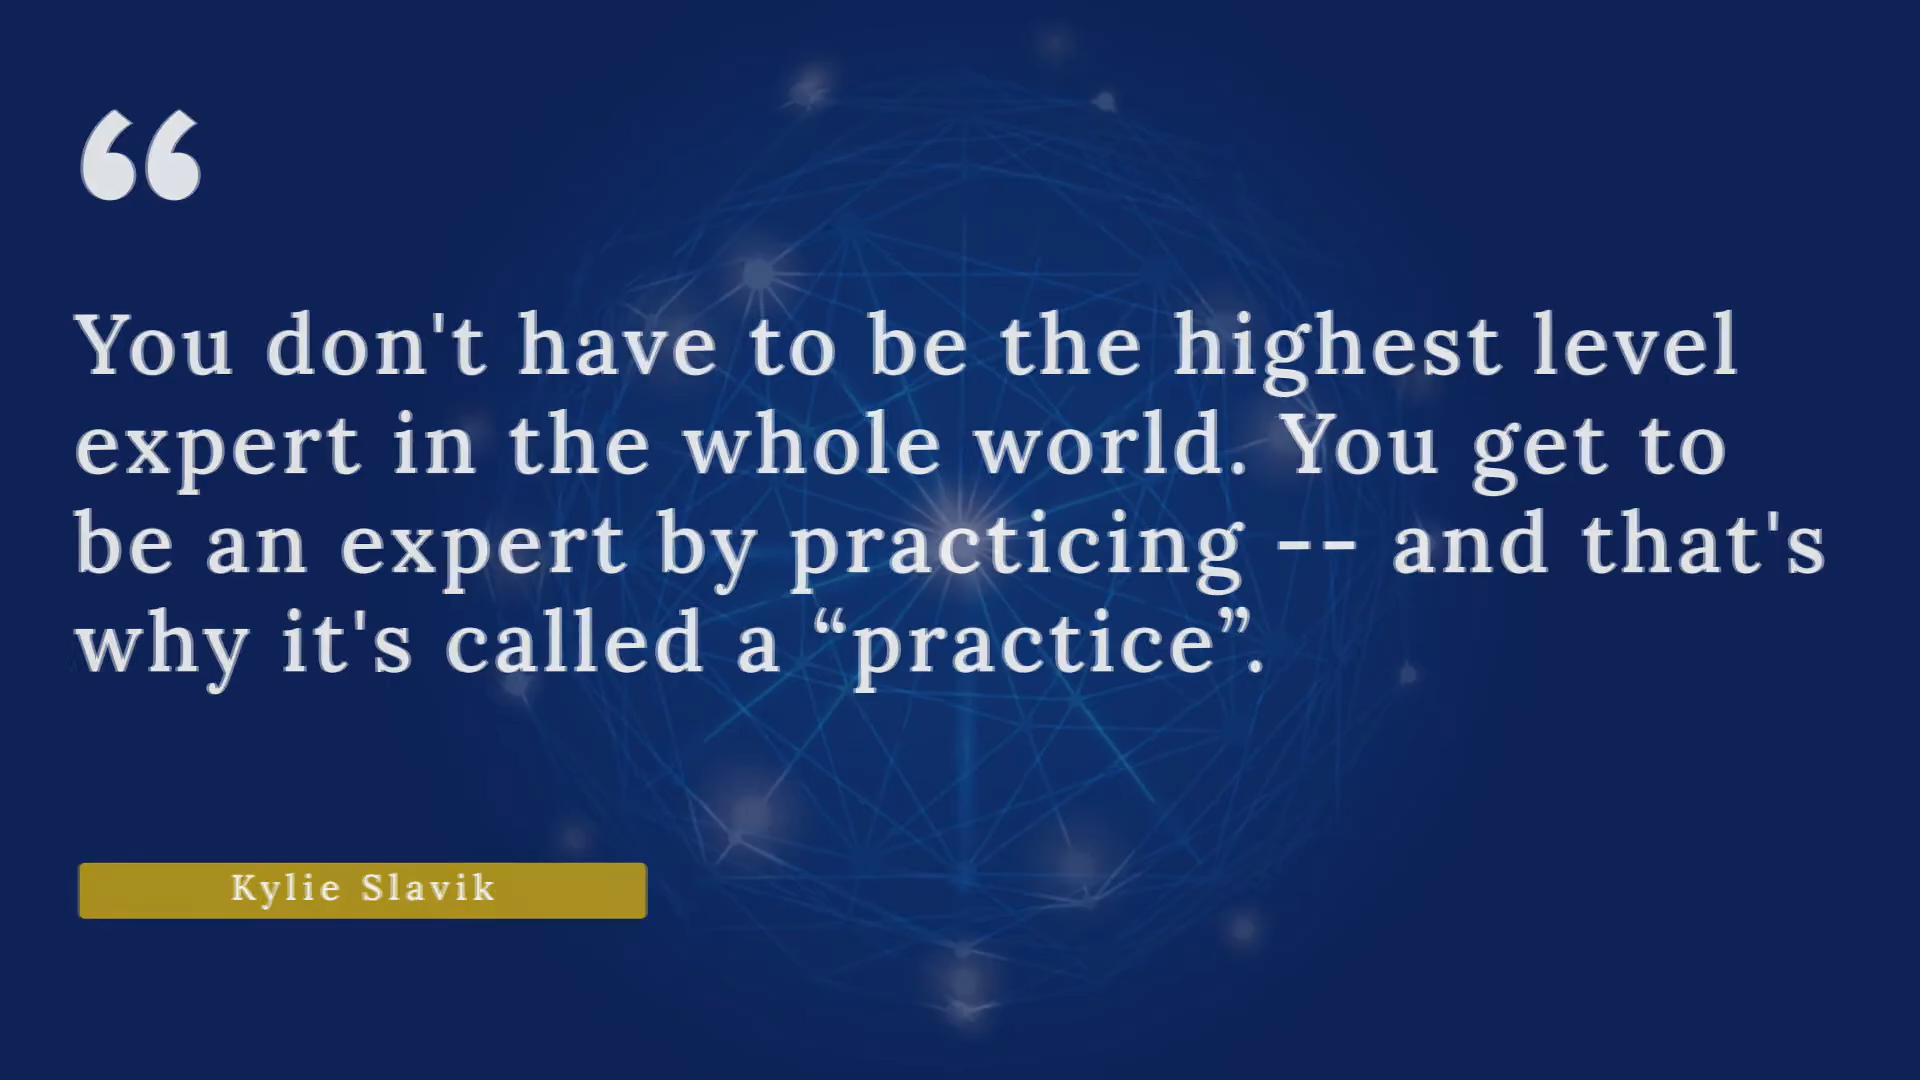 “
You don't have to be the highest level
expert in the whole world. You get to
be an expert by practicing -- and that's
why it's called a “practice”.
Kylie Slavik